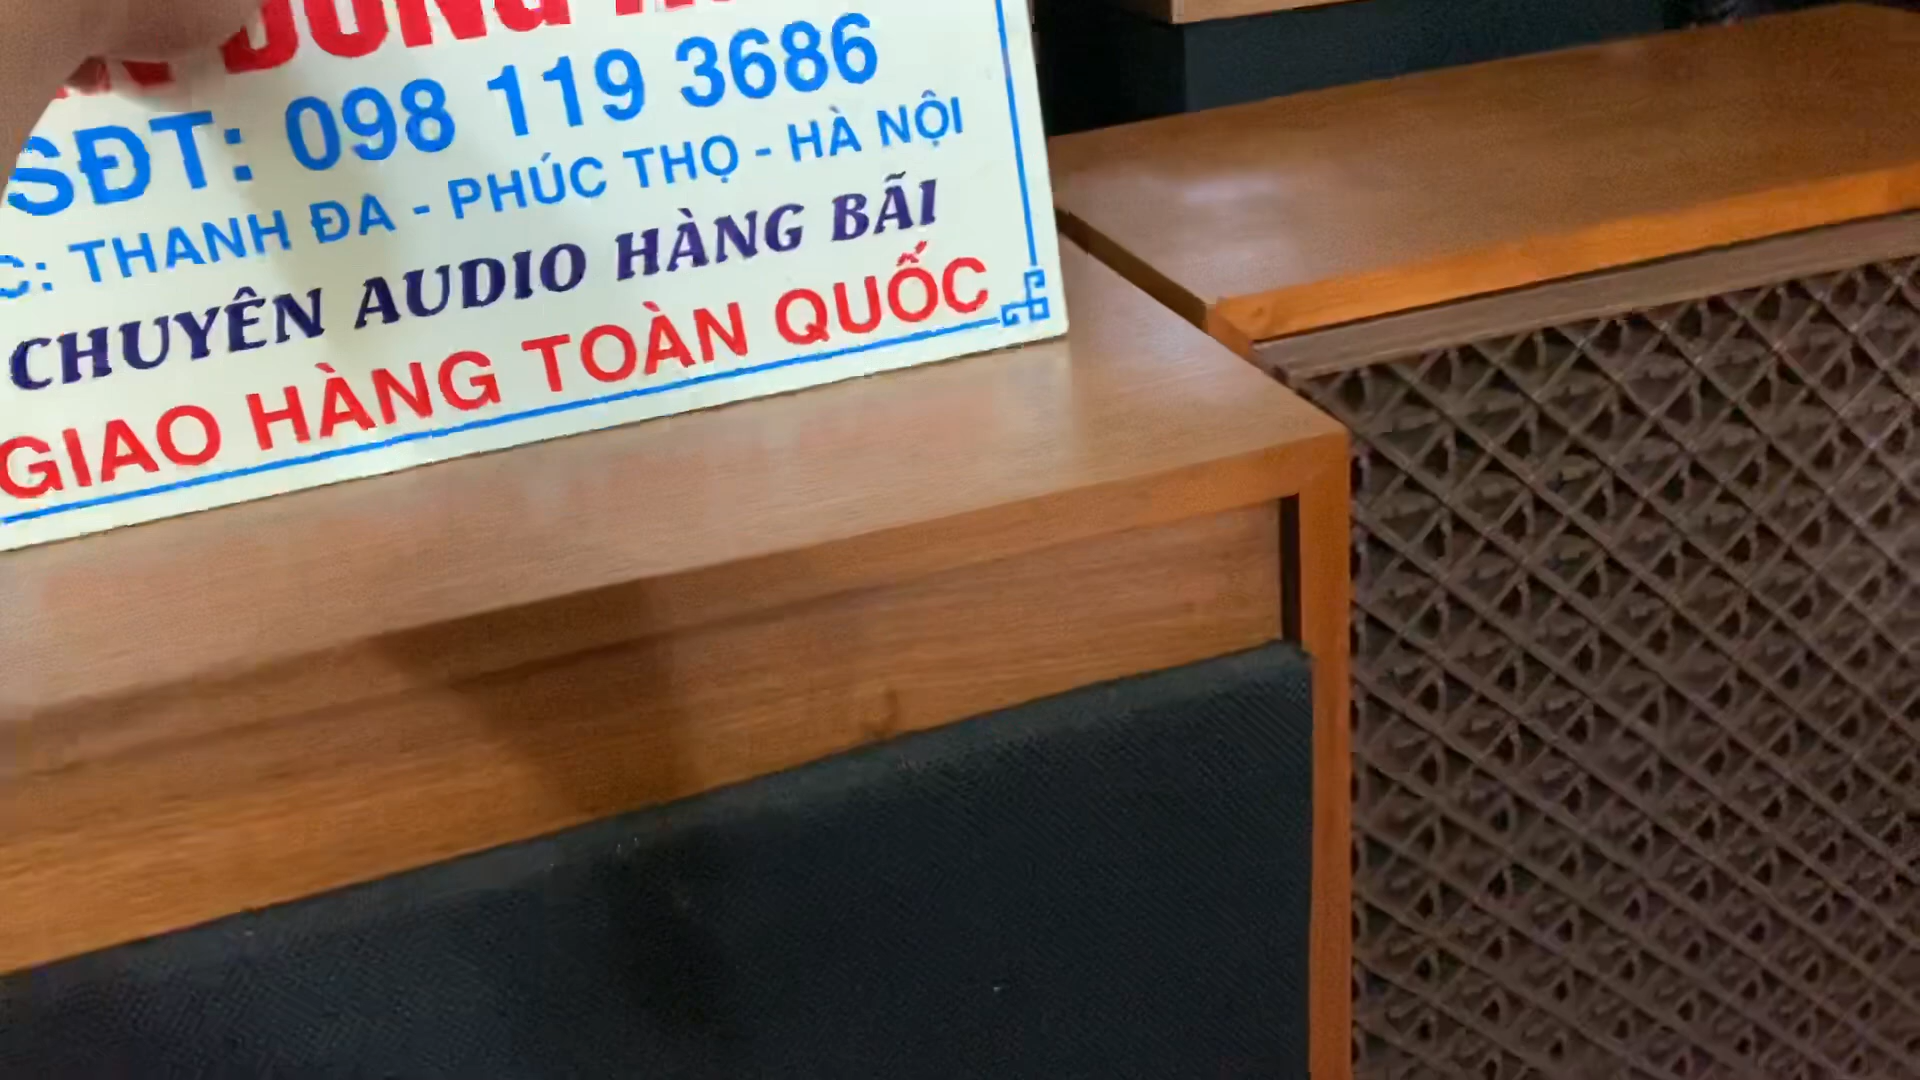 SĐT: 098 119 3686
THANH ĐA - PHÚC THỌ - HÀ NỘI
CHUYÊN AUDIO HÀNG BÃI
GIAO HÀNG TOÀN QUỐC